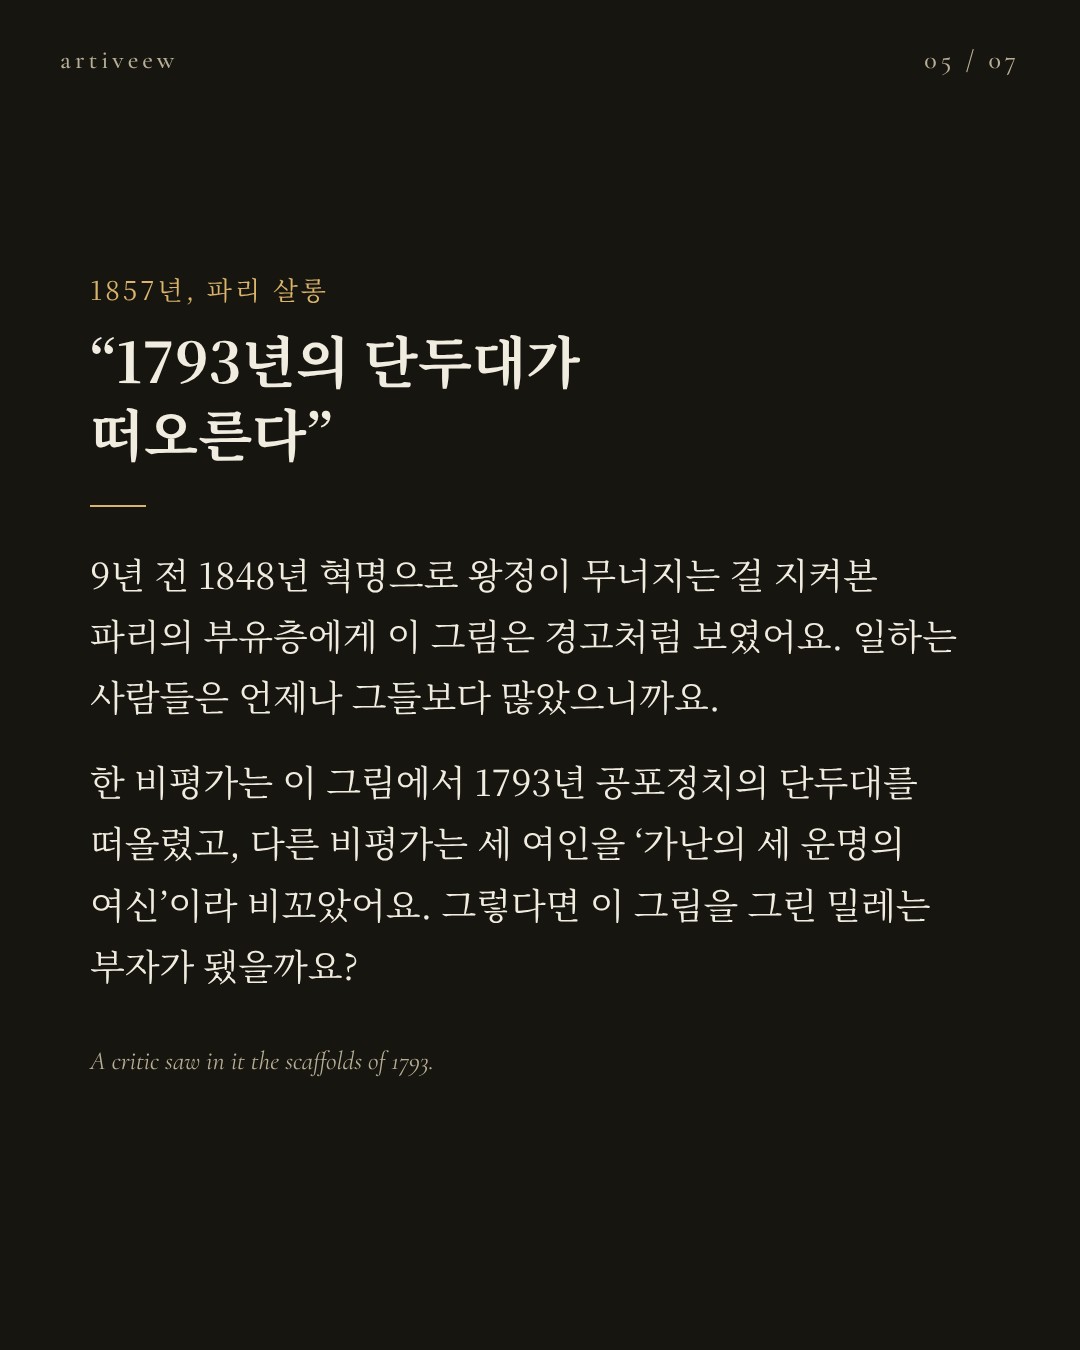 artiveew
05 / 07
1857년, 파리 살롱
“1793년의 단두대가
떠오른다”
9년 전 1848년 혁명으로 왕정이 무너지는 걸 지켜본
파리의 부유층에게 이 그림은 경고처럼 보였어요. 일하는
사람들은 언제나 그들보다 많았으니까요.
한 비평가는 이 그림에서 1793년 공포정치의 단두대를
떠올렸고, 다른 비평가는 세 여인을 ‘가난의 세 운명의
여신’이라 비꼬았어요. 그렇다면 이 그림을 그린 밀레는
부자가 됐을까요?
A critic saw in it the scaffolds of 1793.